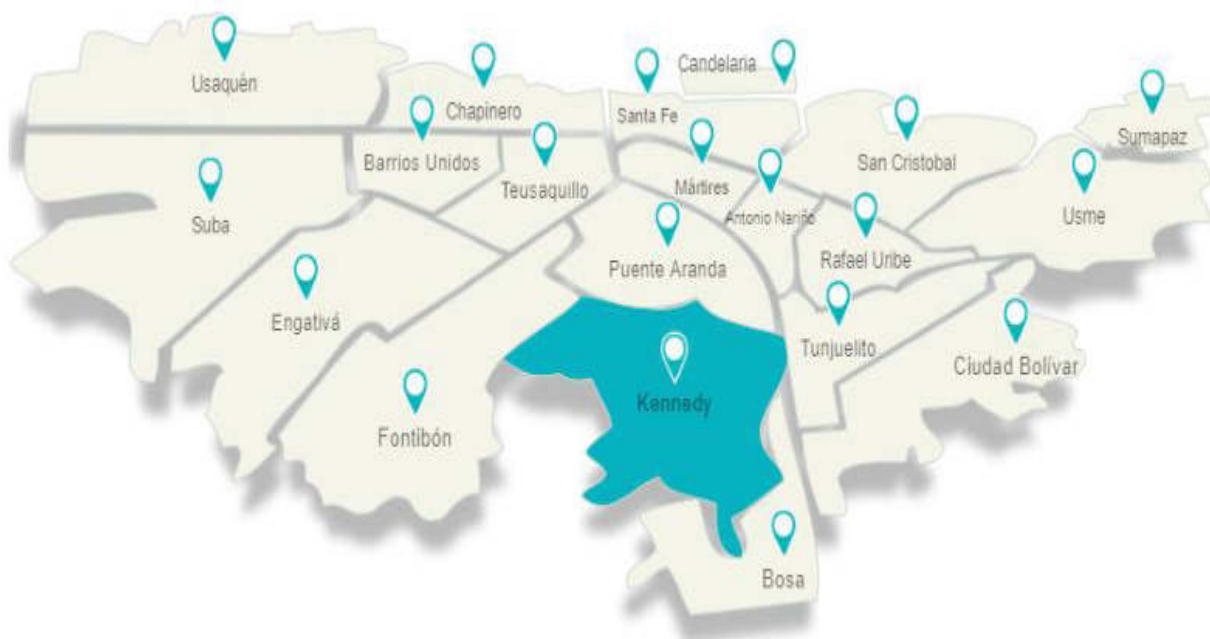 Usaquén
Candelaria
Chapinero
Santa Fe
Sumapaz
Barrios Unidos
San Cristobal
Teusaquillo
Mártires
Suba
Antonio Nariño
Usme
Puente Aranda
Rafael Uribe
Engativá
Tunjuelito
Ciudad Bolívar
Kennedy
Fontibón
Bosa